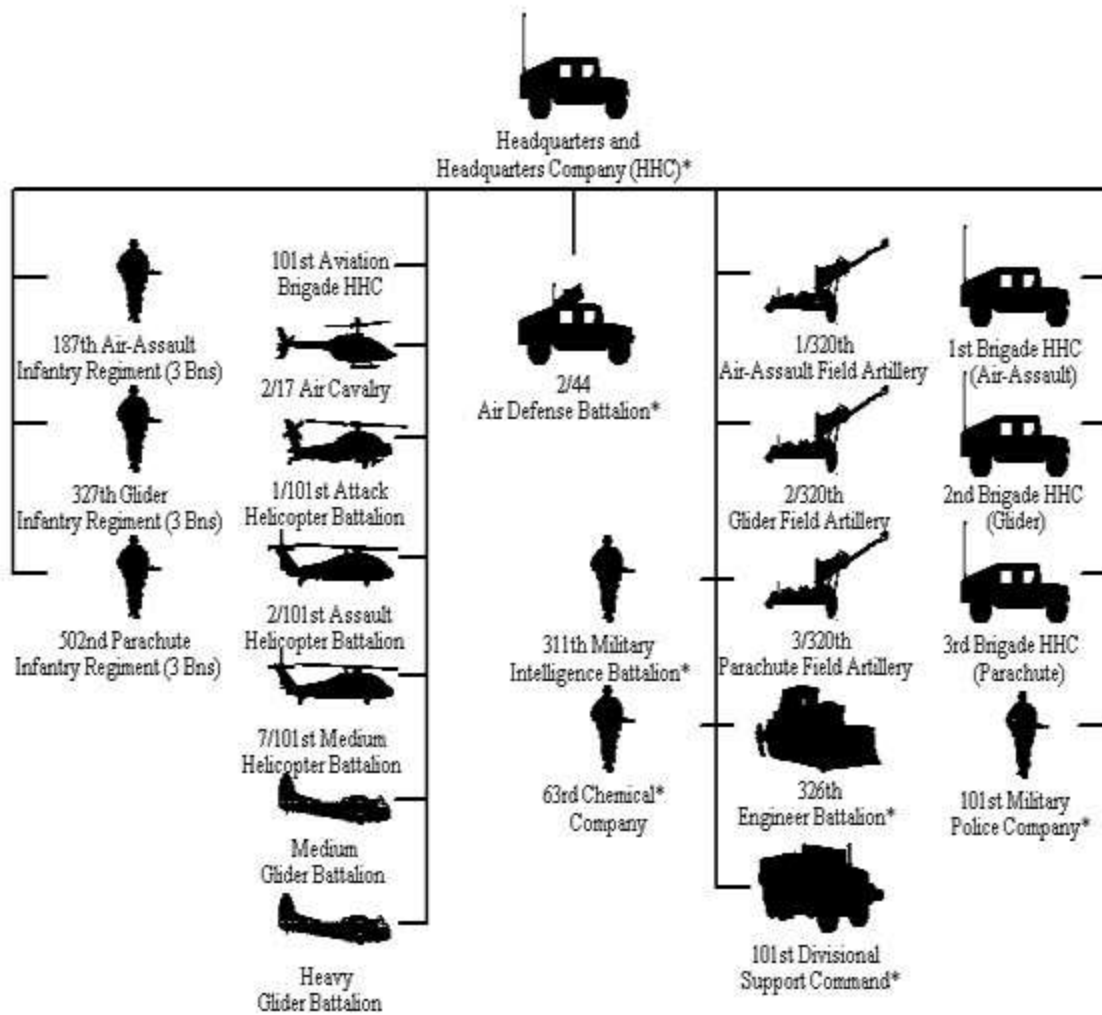 Headquarters and
Headquarters Company (HHC)*
187th Air-Assault
Infantry Regiment (3 Bns)
327th Glider
Infantry Regiment (3 Bns)
502nd Parachute
Infantry Regiment (3 Bns)
101st Aviation
Brigade HHC
2/17 Air Cavalry
1/101st Attack
Helicopter Battalion
2/101st Assault
Helicopter Battalion
7/101st Medium
Helicopter Battalion
Medium
Glider Battalion
Heavy
Glider Battalion
2/44
Air Defense Battalion*
311th Military
Intelligence Battalion*
63rd Chemical*
Company
1/320th
Air-Assault Field Artillery
2/320th
Glider Field Artillery
3/320th
Parachute Field Artillery
326th
Engineer Battalion*
101st Divisional
Support Command*
1st Brigade HHC
(Air-Assault)
2nd Brigade HHC
(Glider)
3rd Brigade HHC
(Parachute)
101st Military
Police Company*